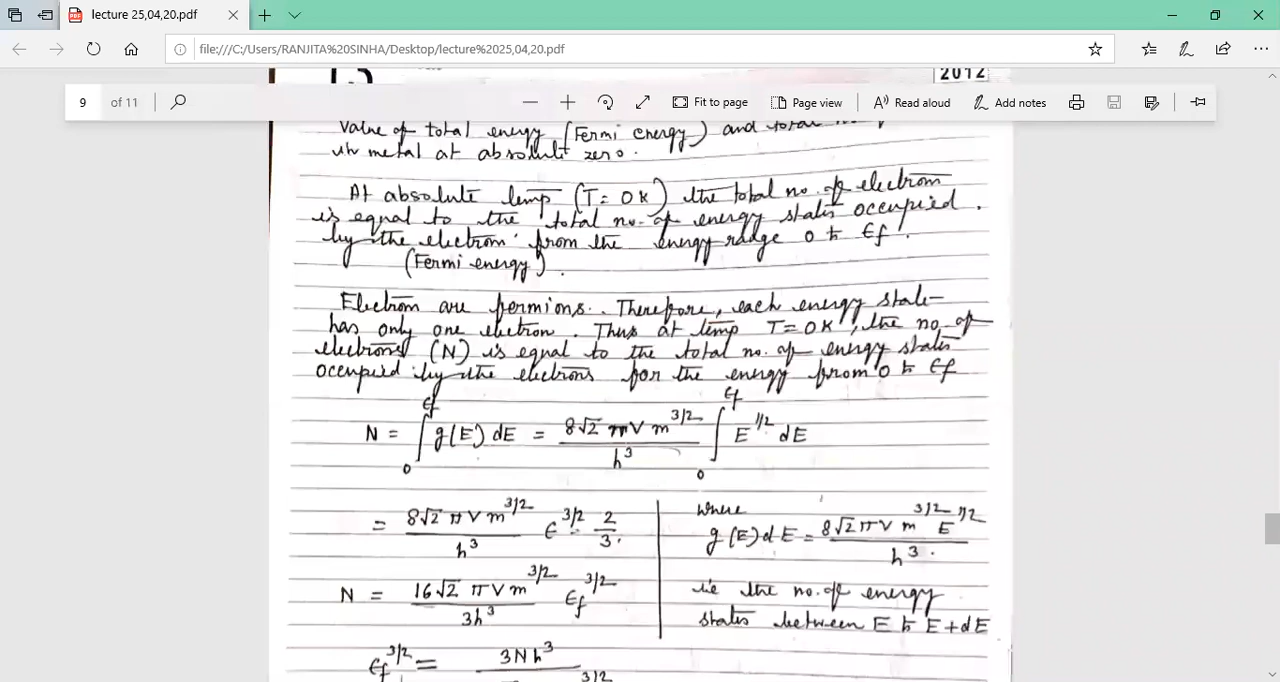 lecture 25,04,20.pdf
file:///C:/Users/RANJITA%20SINHA/Desktop/lecture%2025,04,20.pdf
2012
9 of 11
Fit to page
Page view
Read aloud
Add notes
Value of total energy (Fermi energy) and total no.
in metal at absolute zero.
At absolute temp (T = 0K) the total no. of electron
is equal to the total no. of energy states occupied
by the electron from the energy range 0 to Ef.
(Fermi energy).
Electron are fermions. Therefore, each energy state
has only one electron. Thus at temp T = 0K, the no. of
electrons (N) is equal to the total no. of energy states
occupied by the electrons for the energy from 0 to Ef
N = ∫₀^Ef g(E) dE = 8√2 πV m^3/2 / h³ ∫₀^Ef E^1/2 dE
= 8√2 πV m^3/2 / h³ ϵ^3/2 2/3.
where
g(E)dE = 8√2 πV m^3/2 E^1/2 / h³.
N = 16√2 πV m^3/2 / 3h³ Ef^3/2
i.e the no. of energy
states between E to E+dE
Ef^3/2 = 3Nh³
3/2